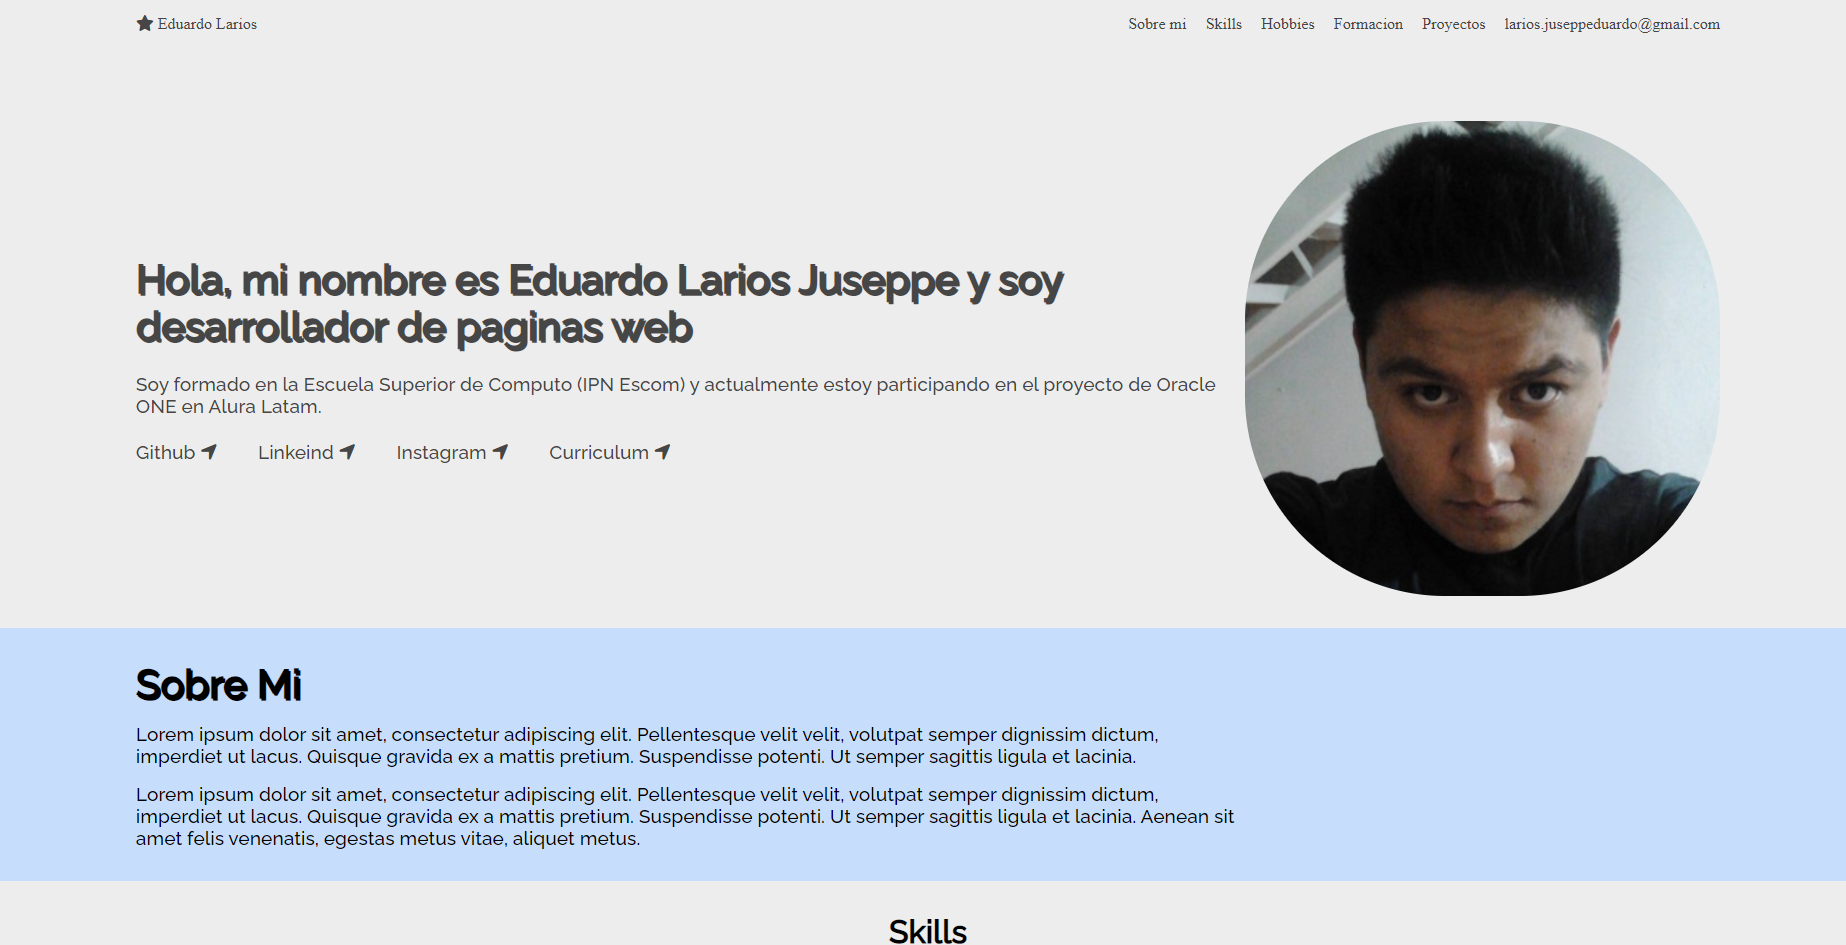 Eduardo Larios
Sobre mi Skills Hobbies Formacion Proyectos larios.juseppeduardo@gmail.com
Hola, mi nombre es Eduardo Larios Juseppe y soy
desarrollador de paginas web
Soy formado en la Escuela Superior de Computo (IPN Escom) y actualmente estoy participando en el proyecto de Oracle
ONE en Alura Latam.
Github Linkeind Instagram Curriculum
Sobre Mi
Lorem ipsum dolor sit amet, consectetur adipiscing elit. Pellentesque velit velit, volutpat semper dignissim dictum,
imperdiet ut lacus. Quisque gravida ex a mattis pretium. Suspendisse potenti. Ut semper sagittis ligula et lacinia.
Lorem ipsum dolor sit amet, consectetur adipiscing elit. Pellentesque velit velit, volutpat semper dignissim dictum,
imperdiet ut lacus. Quisque gravida ex a mattis pretium. Suspendisse potenti. Ut semper sagittis ligula et lacinia. Aenean sit
amet felis venenatis, egestas metus vitae, aliquet metus.
Skills